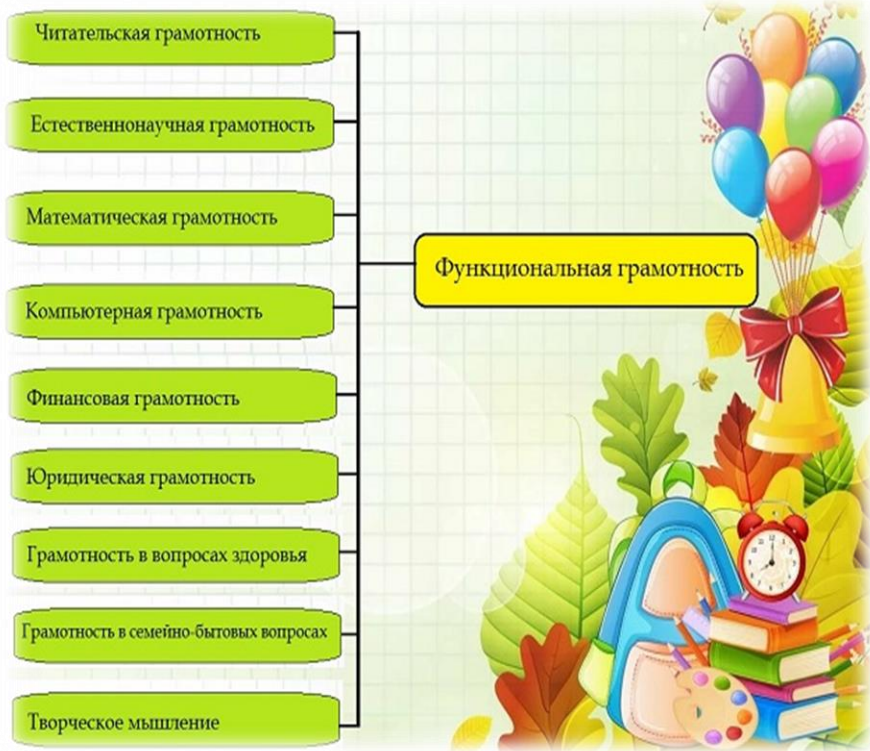 Читательская грамотность
Естественнонаучная грамотность
Математическая грамотность
Функциональная грамотность
Компьютерная грамотность
Финансовая грамотность
Юридическая грамотность
Грамотность в вопросах здоровья
Грамотность в семейно-бытовых вопросах
Творческое мышление